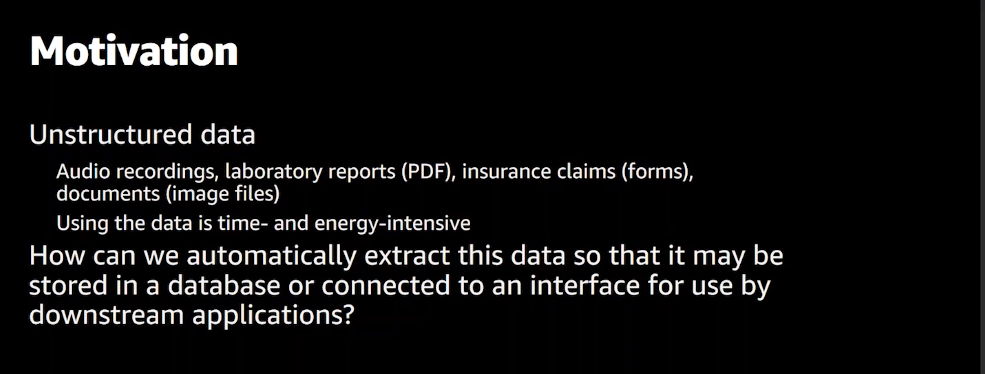 Motivation
Unstructured data
Audio recordings, laboratory reports (PDF), insurance claims (forms),
documents (image files)
Using the data is time- and energy-intensive
How can we automatically extract this data so that it may be
stored in a database or connected to an interface for use by
downstream applications?